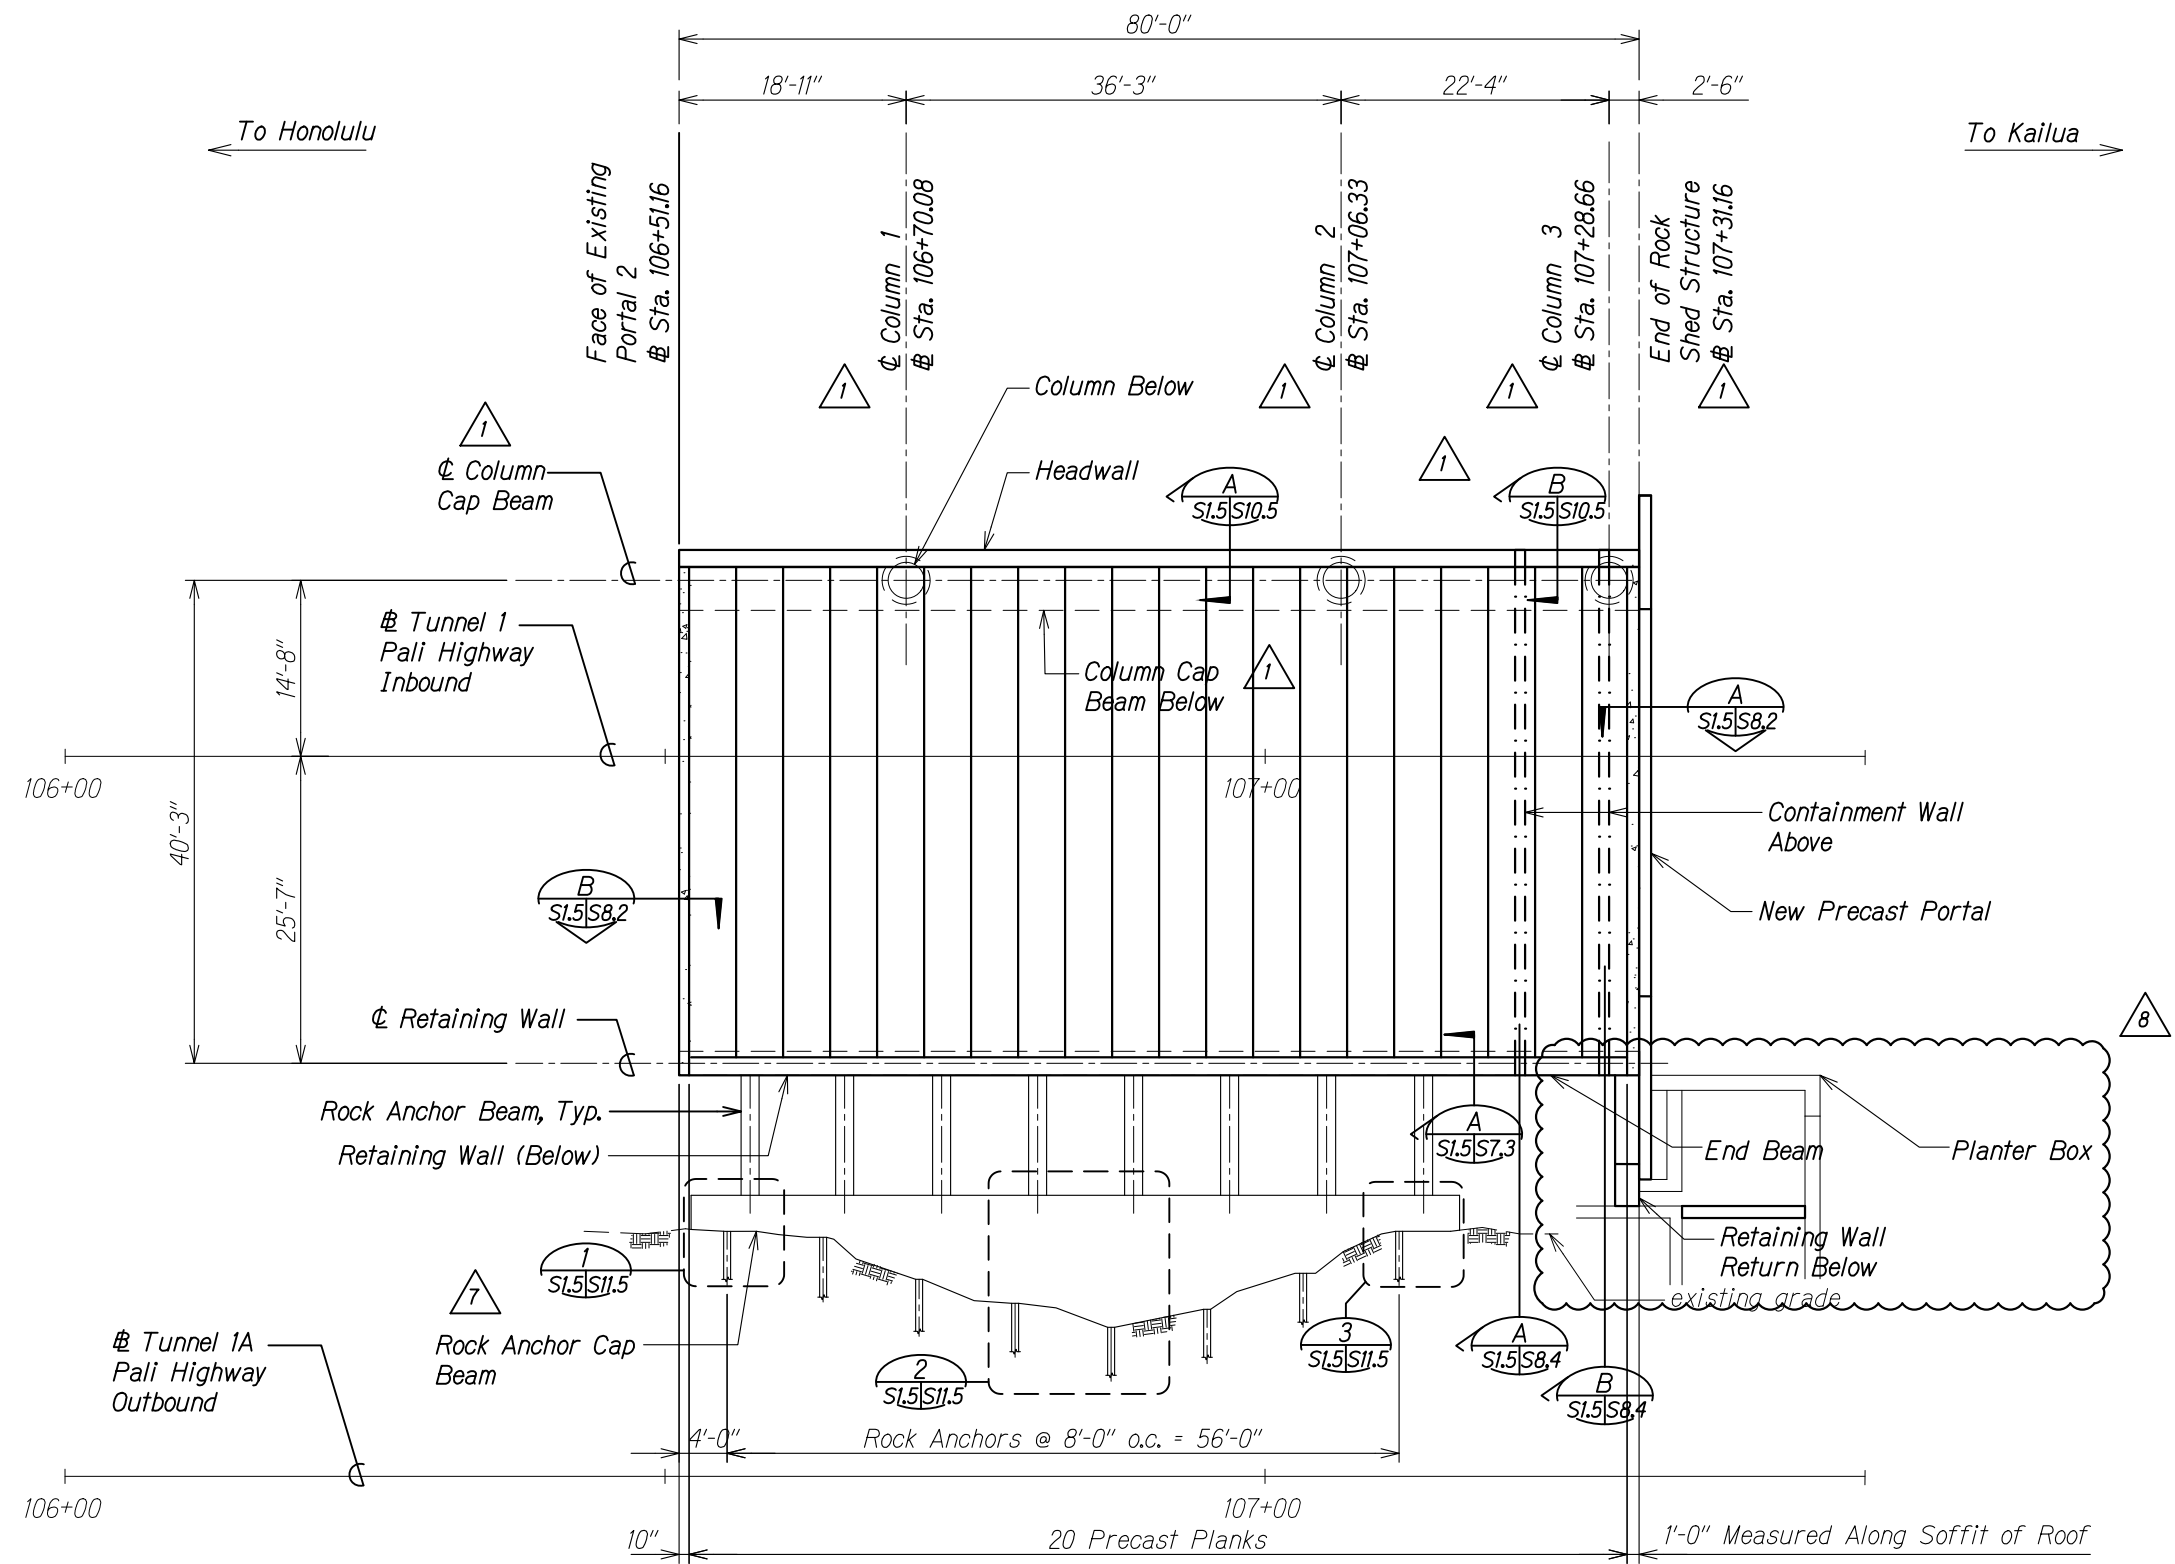 80'-0"
18'-11"
36'-3"
22'-4"
2'-6"
To Honolulu
To Kailua
Face of Existing
Portal 2
℄ Sta. 106+51.16
℄ Column 1
Sta. 106+70.08
℄ Column 2
Sta. 107+06.33
℄ Column 3
Sta. 107+28.66
End of Rock
Shed Structure
Sta. 107+31.16
1
1
1
1
Column Below
1
℄ Column
Cap Beam
Headwall
1
A
S1.5 S10.5
B
S1.5 S10.5
Tunnel 1
Pali Highway
Inbound
14'-8"
Column Cap
Beam Below
1
A
S1.5 S8.2
106+00
107+00
40'-3"
25'-7"
Containment Wall
Above
B
S1.5 S8.2
New Precast Portal
℄ Retaining Wall
8
Rock Anchor Beam, Typ.
Retaining Wall (Below)
A
S1.5 S7.3
End Beam
Planter Box
Retaining Wall
Return Below
existing grade
1
S1.5 S11.5
7
Rock Anchor Cap
Beam
2
S1.5 S11.5
3
S1.5 S11.5
A
S1.5 S8.4
B
S1.5 S8.4
Tunnel 1A
Pali Highway
Outbound
4'-0"
Rock Anchors @ 8'-0" o.c. = 56'-0"
106+00
107+00
10"
20 Precast Planks
1'-0" Measured Along Soffit of Roof